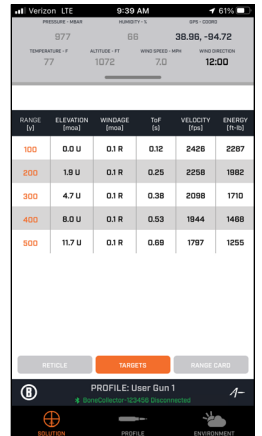 Verizon LTE 9:39 AM 61%
PRESSURE - MBAR HUMIDITY - % GPS - COORD
977 66 38.96, -94.72
TEMPERATURE - F ALTITUDE - FT WIND SPEED - MPH WIND DIRECTION
77 1072 7.0 12:00
RANGE ELEVATION WINDAGE ToF VELOCITY ENERGY
[y] [moa] [moa] [s] [fps] [ft-lb]
100 0.0 U 0.1 R 0.12 2426 2287
200 1.9 U 0.1 R 0.25 2258 1982
300 4.7 U 0.1 R 0.38 2098 1710
400 8.0 U 0.1 R 0.53 1944 1468
500 11.7 U 0.1 R 0.69 1797 1255
RETICLE TARGETS RANGE CARD
B PROFILE: User Gun 1
BoneCollector-123456 Disconnected
SOLUTION PROFILE ENVIRONMENT